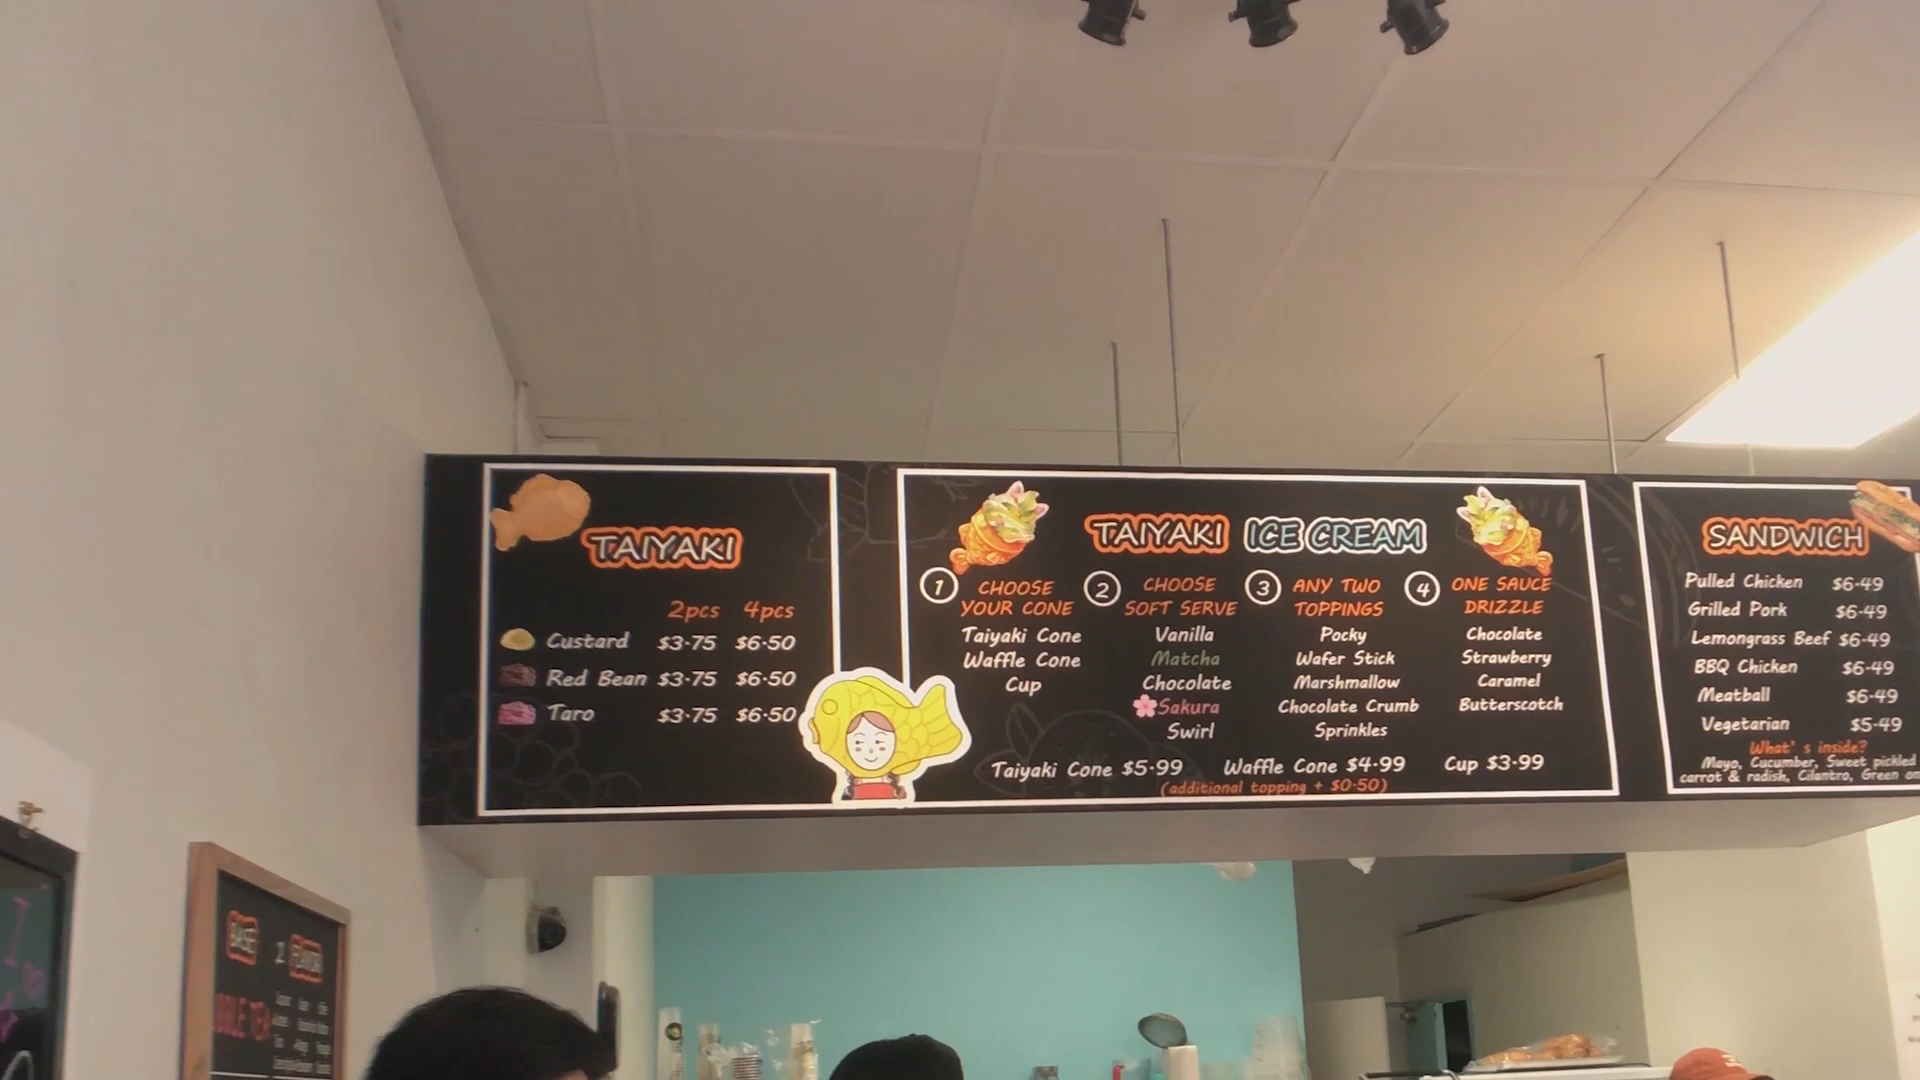 TAIYAKI
2pcs 4pcs
Custard $3.75 $6.50
Red Bean $3.75 $6.50
Taro $3.75 $6.50
TAIYAKI ICE CREAM
1 CHOOSE YOUR CONE
Taiyaki Cone
Waffle Cone
Cup
2 CHOOSE SOFT SERVE
Vanilla
Matcha
Chocolate
Sakura
Swirl
3 ANY TWO TOPPINGS
Pocky
Wafer Stick
Marshmallow
Chocolate Crumb
Sprinkles
4 ONE SAUCE DRIZZLE
Chocolate
Strawberry
Caramel
Butterscotch
Taiyaki Cone $5.99 Waffle Cone $4.99 Cup $3.99
(additional topping + $0.50)
SANDWICH
Pulled Chicken $6.49
Grilled Pork $6.49
Lemongrass Beef $6.49
BBQ Chicken $6.49
Meatball $6.49
Vegetarian $5.49
What's inside?
Mayo, Cucumber, Sweet pickled
carrot & radish, Cilantro, Green
BASE 2 FLAVOR
I